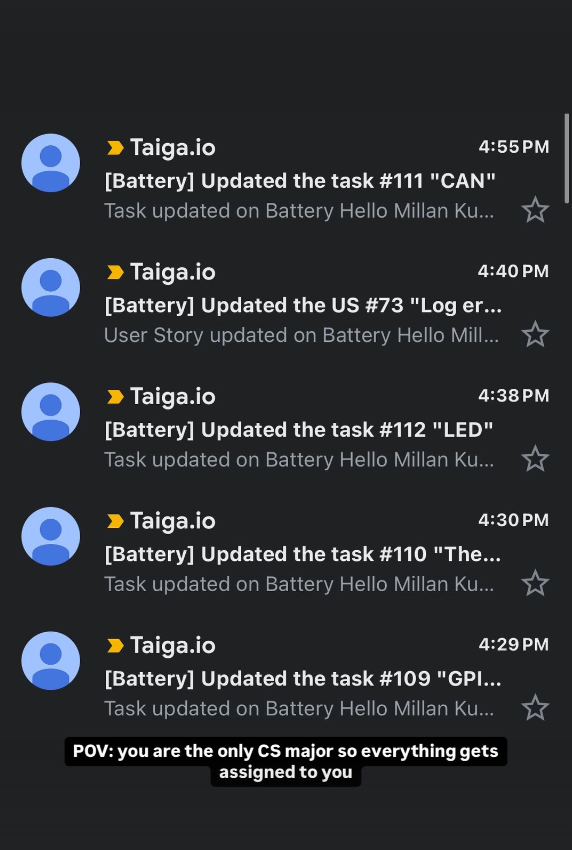 Taiga.io 4:55 PM
[Battery] Updated the task #111 "CAN"
Task updated on Battery Hello Millan Ku...
Taiga.io 4:40 PM
[Battery] Updated the US #73 "Log er...
User Story updated on Battery Hello Mill...
Taiga.io 4:38 PM
[Battery] Updated the task #112 "LED"
Task updated on Battery Hello Millan Ku...
Taiga.io 4:30 PM
[Battery] Updated the task #110 "The...
Task updated on Battery Hello Millan Ku...
Taiga.io 4:29 PM
[Battery] Updated the task #109 "GPI...
Task updated on Battery Hello Millan Ku...
POV: you are the only CS major so everything gets
assigned to you